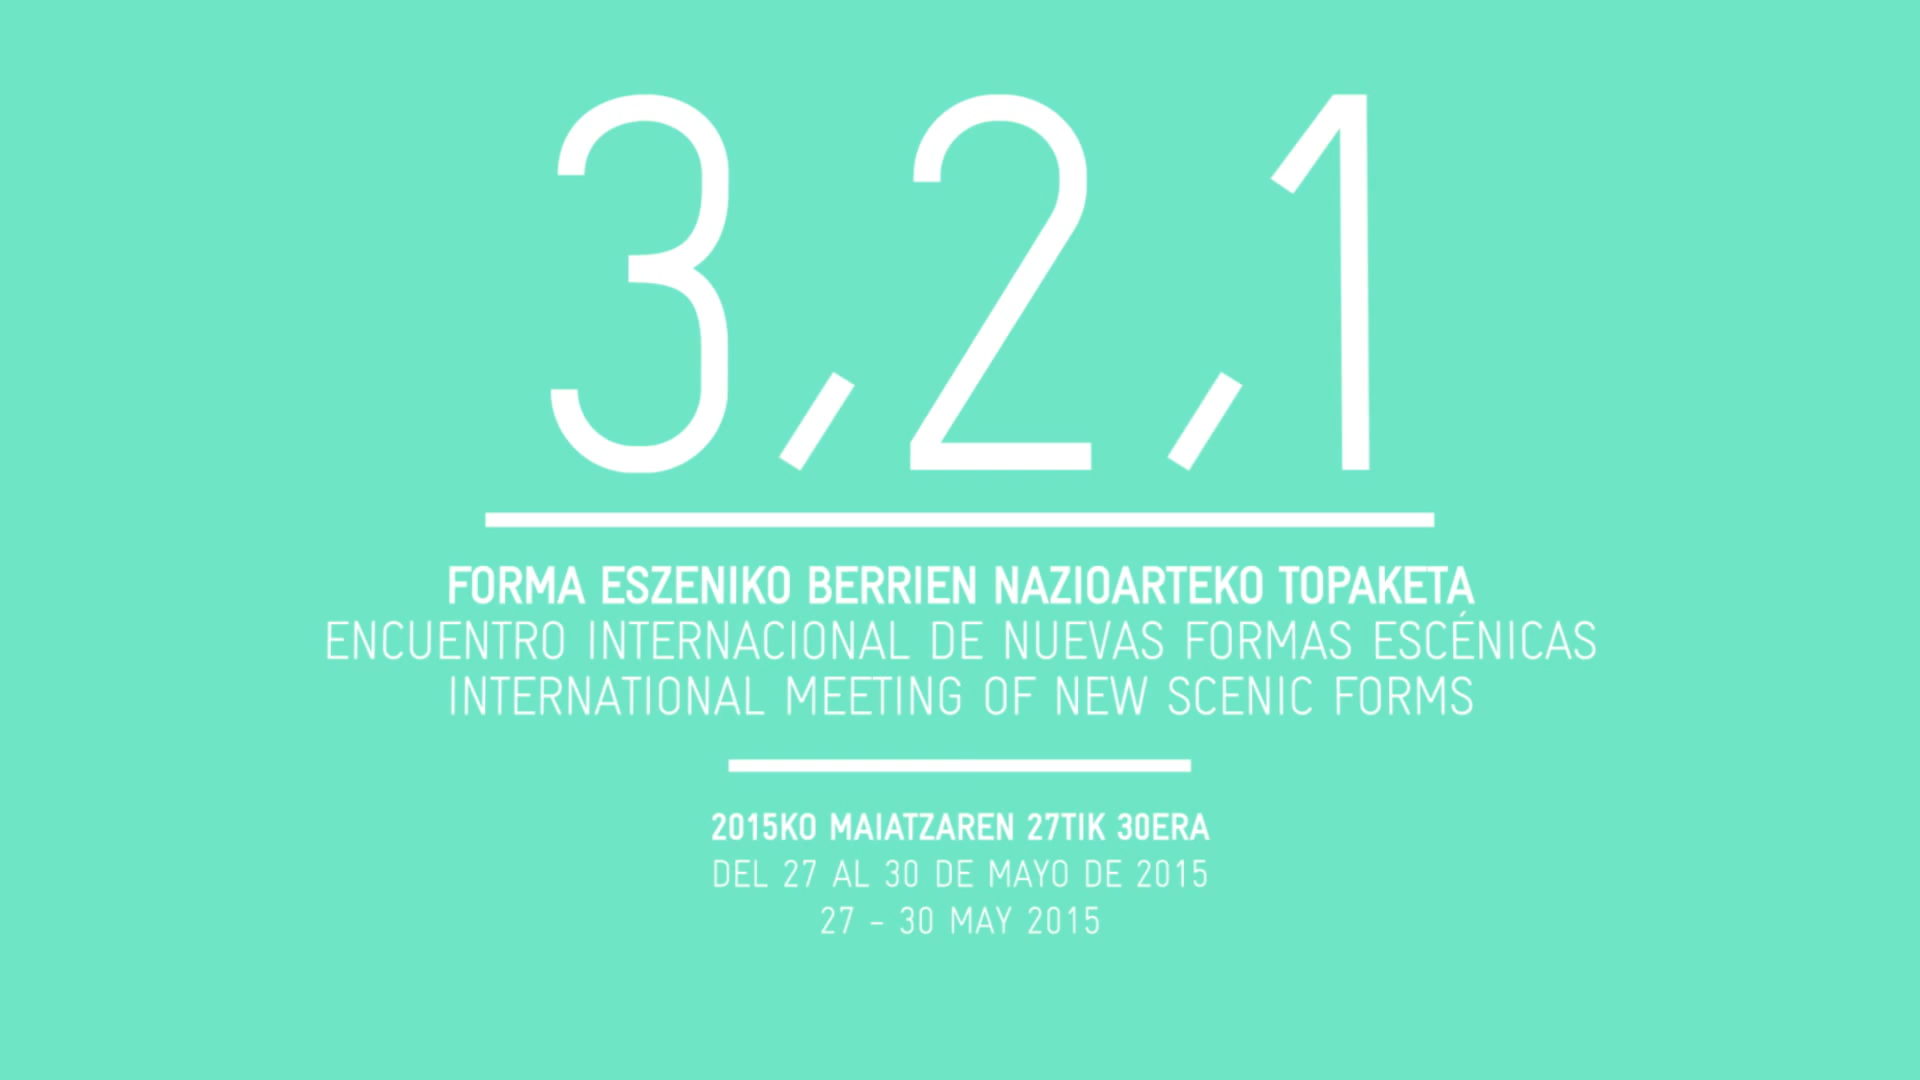 3,2,1
FORMA ESZENIKO BERRIEN NAZIOARTEKO TOPAKETA
ENCUENTRO INTERNACIONAL DE NUEVAS FORMAS ESCÉNICAS
INTERNATIONAL MEETING OF NEW SCENIC FORMS
2015KO MAIATZAREN 27TIK 30ERA
DEL 27 AL 30 DE MAYO DE 2015
27 - 30 MAY 2015